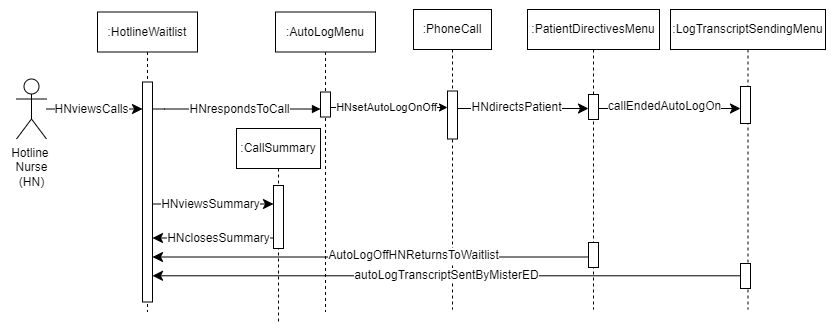 :HotlineWaitlist
:AutoLogMenu
:PhoneCall
:PatientDirectivesMenu
:LogTranscriptSendingMenu
HNviewsCalls
HNrespondsToCall
HNsetAutoLogOnOff
HNdirectsPatient
callEndedAutoLogOn
Hotline
Nurse
(HN)
:CallSummary
HNviewsSummary
HNclosesSummary
AutoLogOffHNReturnsToWaitlist
autoLogTranscriptSentByMisterED